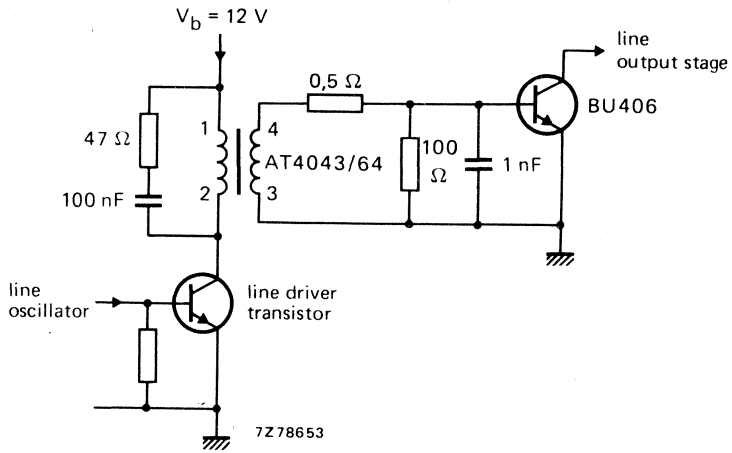 V_b = 12 V
line
output stage
0,5 Ω
BU406
47 Ω
1
4
AT4043/64
100
Ω
1 nF
100 nF
2
3
line
oscillator
line driver
transistor
7Z78653